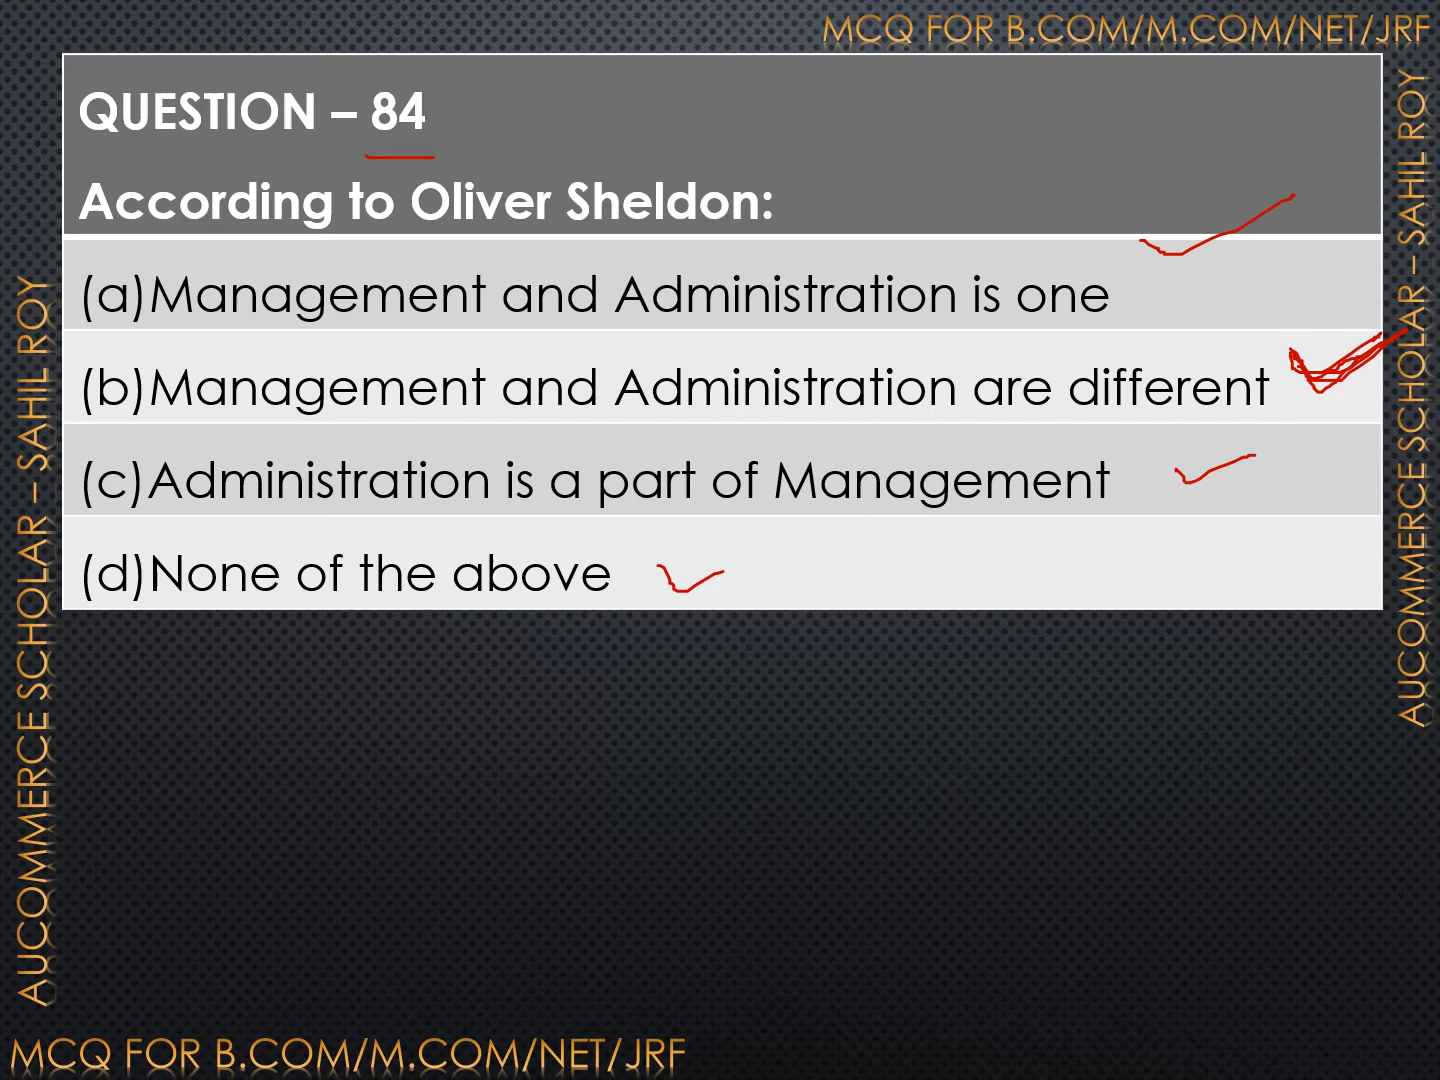 MCQ FOR B.COM/M.COM/NET/JRF
QUESTION – 84
According to Oliver Sheldon:
(a)Management and Administration is one
(b)Management and Administration are different
(c)Administration is a part of Management
(d)None of the above
AUCOMMERCE SCHOLAR – SAHIL ROY
AUCOMMERCE SCHOLAR – SAHIL ROY
MCQ FOR B.COM/M.COM/NET/JRF